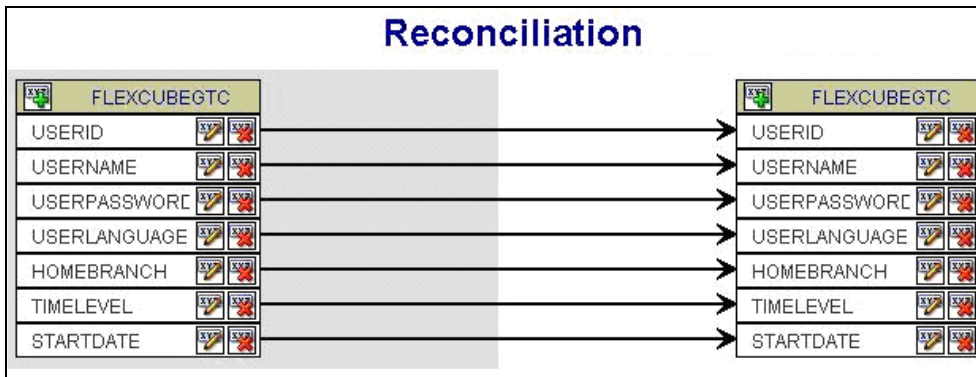 Reconciliation
FLEXCUBEGTC
USERID
USERNAME
USERPASSWORD
USERLANGUAGE
HOMEBRANCH
TIMELEVEL
STARTDATE
FLEXCUBEGTC
USERID
USERNAME
USERPASSWORD
USERLANGUAGE
HOMEBRANCH
TIMELEVEL
STARTDATE